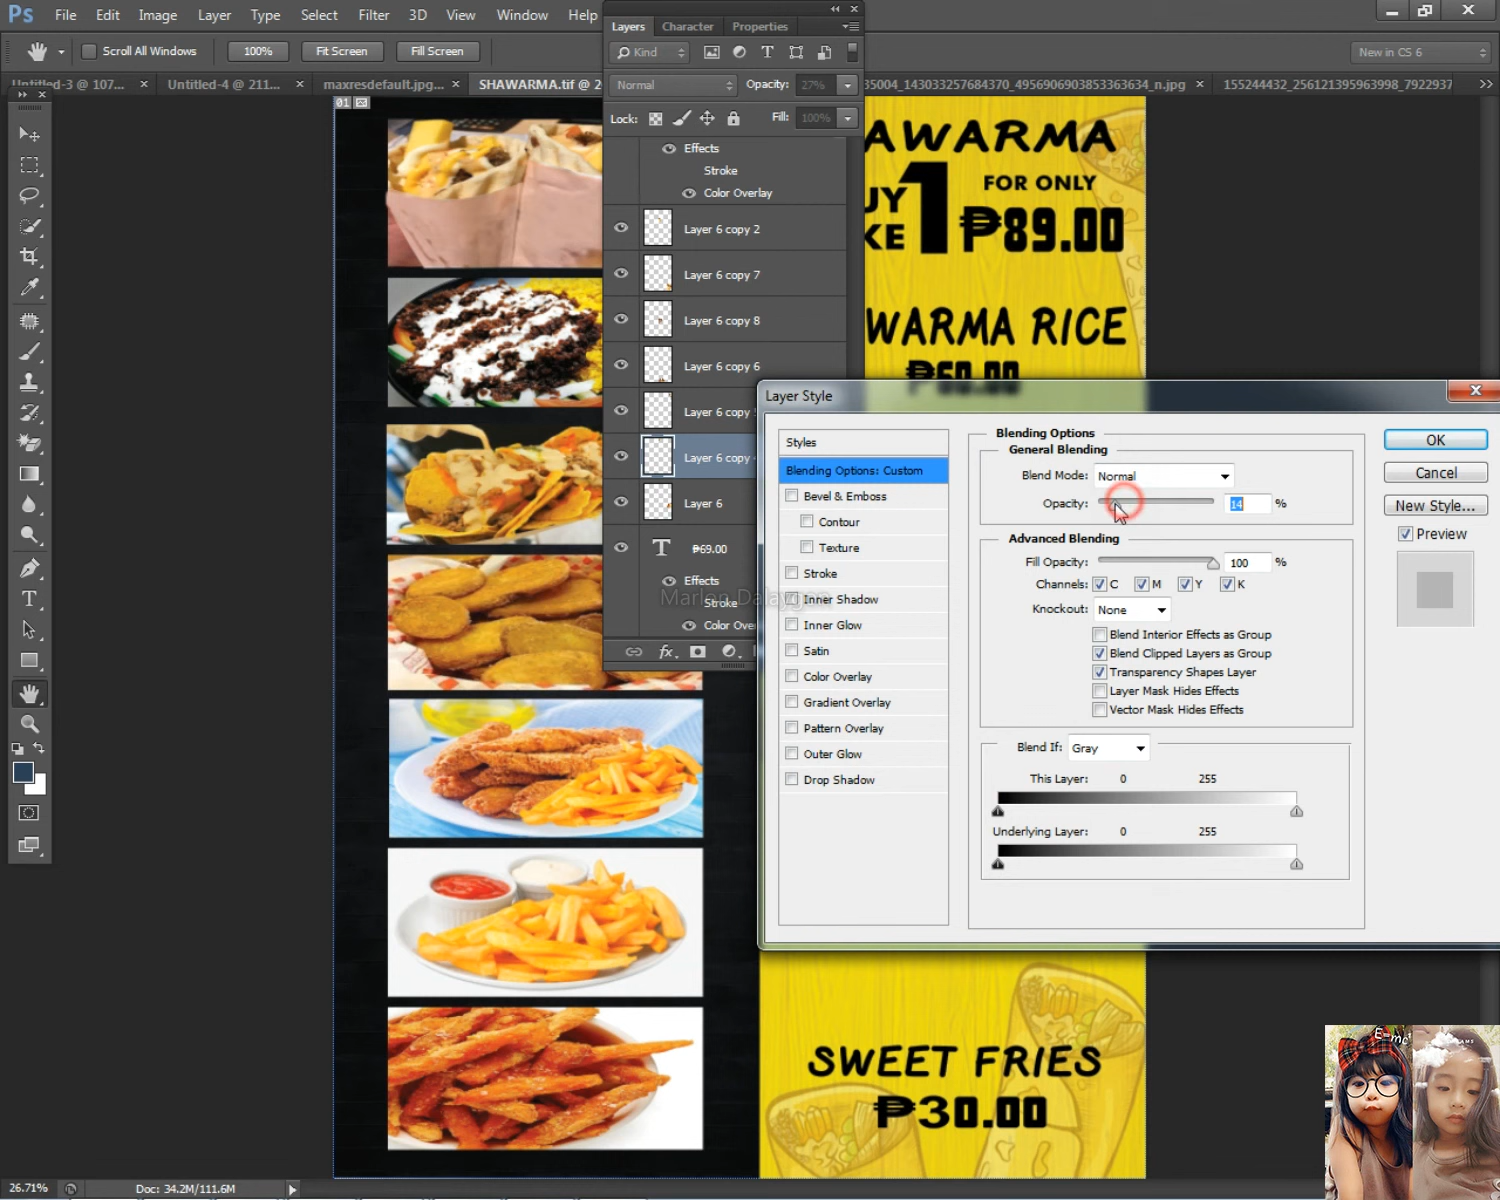 Ps File Edit Image Layer Type Select Filter 3D View Window Help
Scroll All Windows 100% Fit Screen Fill Screen New in CS 6
Untitled-3 @ 107... × Untitled-4 @ 211... × maxresdefault.jpg... × SHAWARMA.tif @ 2 35004_143033257684370_4956906903853363634_n.jpg × 155244432_256121395963998_7922937
01
Layers Character Properties
Kind
Normal Opacity: 27%
Lock: Fill: 100%
Effects
Stroke
Color Overlay
Layer 6 copy 2
Layer 6 copy 7
Layer 6 copy 8
Layer 6 copy 6
Layer 6 copy
Layer 6 copy
Layer 6
₱69.00
Effects
Stroke
Color Over
Marlon Dalaygon
AWARMA
UY 1 FOR ONLY
KE ₱89.00
WARMA RICE
₱60.00
Layer Style
Styles
Blending Options: Custom
Bevel & Emboss
Contour
Texture
Stroke
Inner Shadow
Inner Glow
Satin
Color Overlay
Gradient Overlay
Pattern Overlay
Outer Glow
Drop Shadow
Blending Options
General Blending
Blend Mode: Normal
Opacity: 14 %
Advanced Blending
Fill Opacity: 100 %
Channels: C M Y K
Knockout: None
Blend Interior Effects as Group
Blend Clipped Layers as Group
Transparency Shapes Layer
Layer Mask Hides Effects
Vector Mask Hides Effects
Blend If: Gray
This Layer: 0 255
Underlying Layer: 0 255
OK
Cancel
New Style...
Preview
SWEET FRIES
₱30.00
26.71% Doc: 34.2M/111.6M